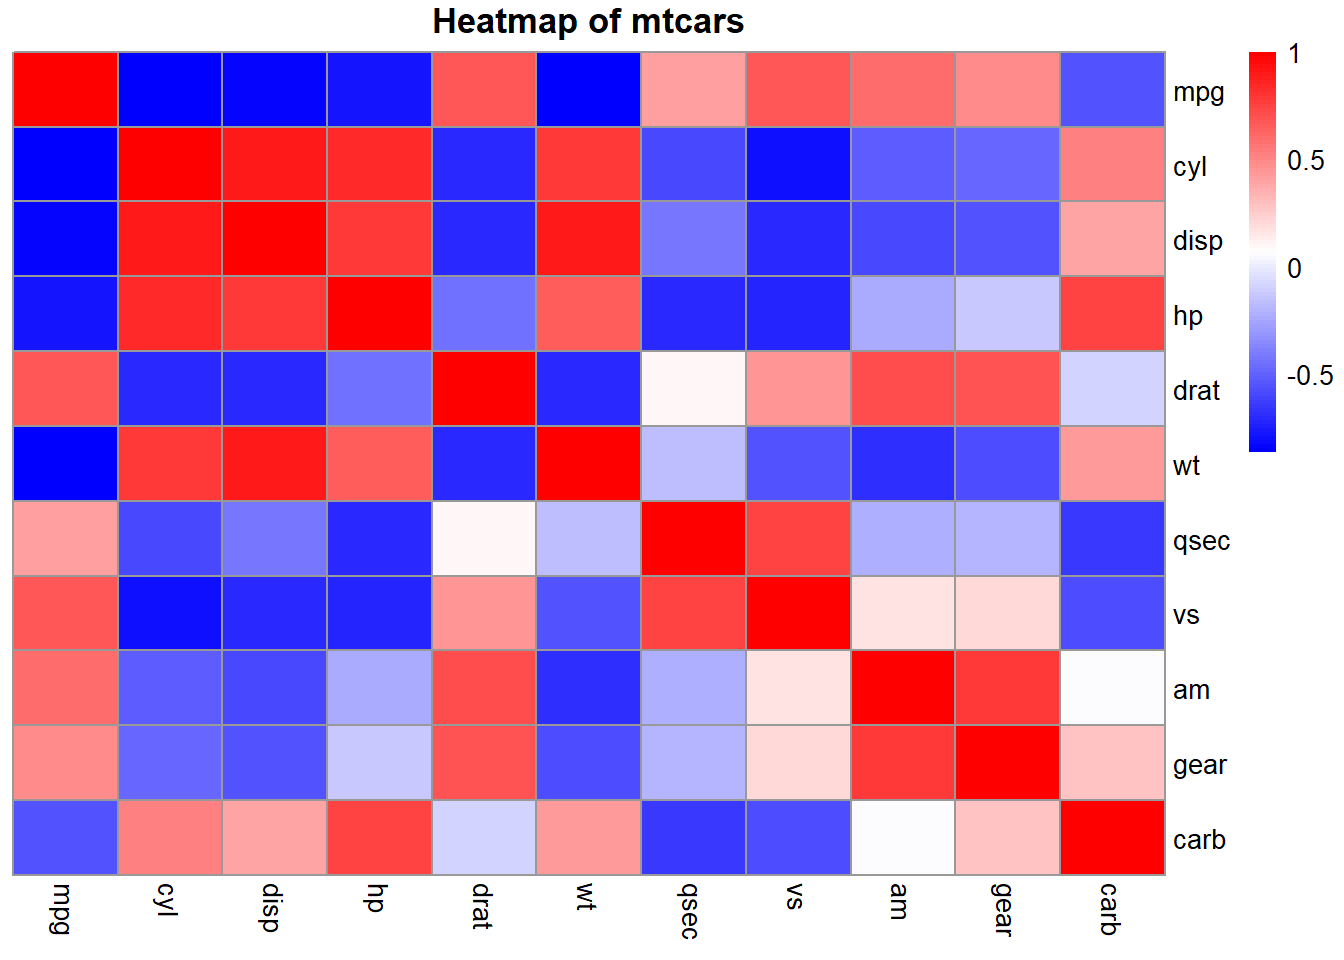 Heatmap of mtcars
1
0.5
0
-0.5
mpg
cyl
disp
hp
drat
wt
qsec
vs
am
gear
carb
mpg
cyl
disp
hp
drat
wt
qsec
vs
am
gear
carb